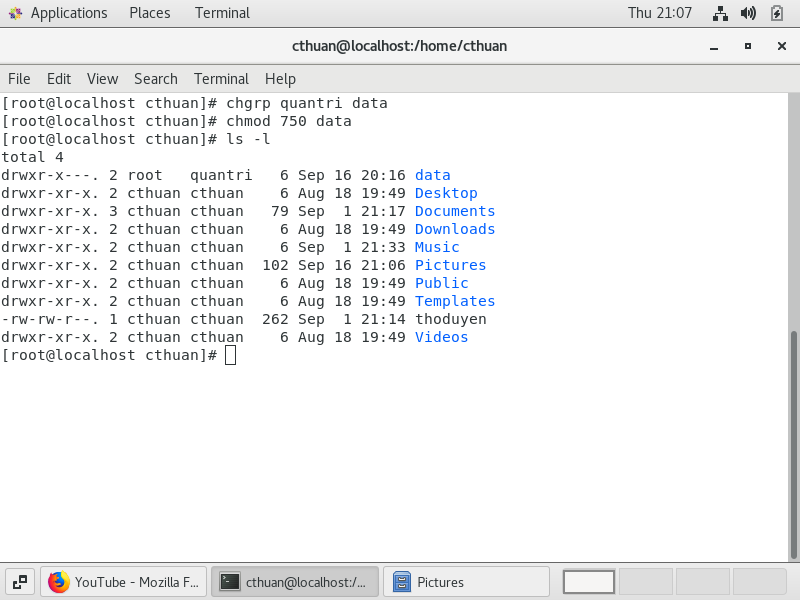 Applications Places Terminal Thu 21:07
cthuan@localhost:/home/cthuan
File Edit View Search Terminal Help
[root@localhost cthuan]# chgrp quantri data
[root@localhost cthuan]# chmod 750 data
[root@localhost cthuan]# ls -l
total 4
drwxr-x---. 2 root   quantri   6 Sep 16 20:16 data
drwxr-xr-x. 2 cthuan cthuan    6 Aug 18 19:49 Desktop
drwxr-xr-x. 3 cthuan cthuan   79 Sep  1 21:17 Documents
drwxr-xr-x. 2 cthuan cthuan    6 Aug 18 19:49 Downloads
drwxr-xr-x. 2 cthuan cthuan    6 Sep  1 21:33 Music
drwxr-xr-x. 2 cthuan cthuan  102 Sep 16 21:06 Pictures
drwxr-xr-x. 2 cthuan cthuan    6 Aug 18 19:49 Public
drwxr-xr-x. 2 cthuan cthuan    6 Aug 18 19:49 Templates
-rw-rw-r--. 1 cthuan cthuan  262 Sep  1 21:14 thoduyen
drwxr-xr-x. 2 cthuan cthuan    6 Aug 18 19:49 Videos
[root@localhost cthuan]#
YouTube - Mozilla F... cthuan@localhost:/... Pictures